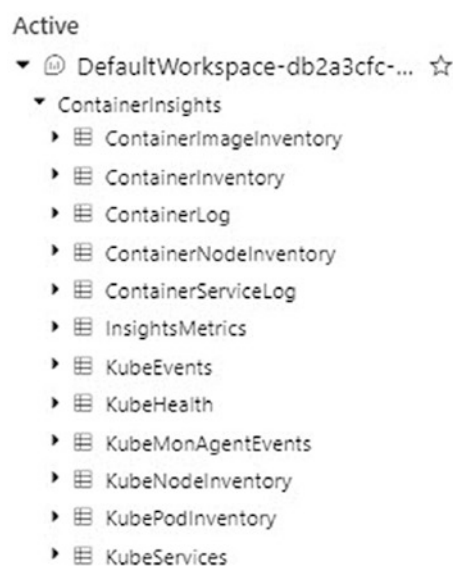 Active
DefaultWorkspace-db2a3cfc-...
ContainerInsights
ContainerImageInventory
ContainerInventory
ContainerLog
ContainerNodeInventory
ContainerServiceLog
InsightsMetrics
KubeEvents
KubeHealth
KubeMonAgentEvents
KubeNodeInventory
KubePodInventory
KubeServices